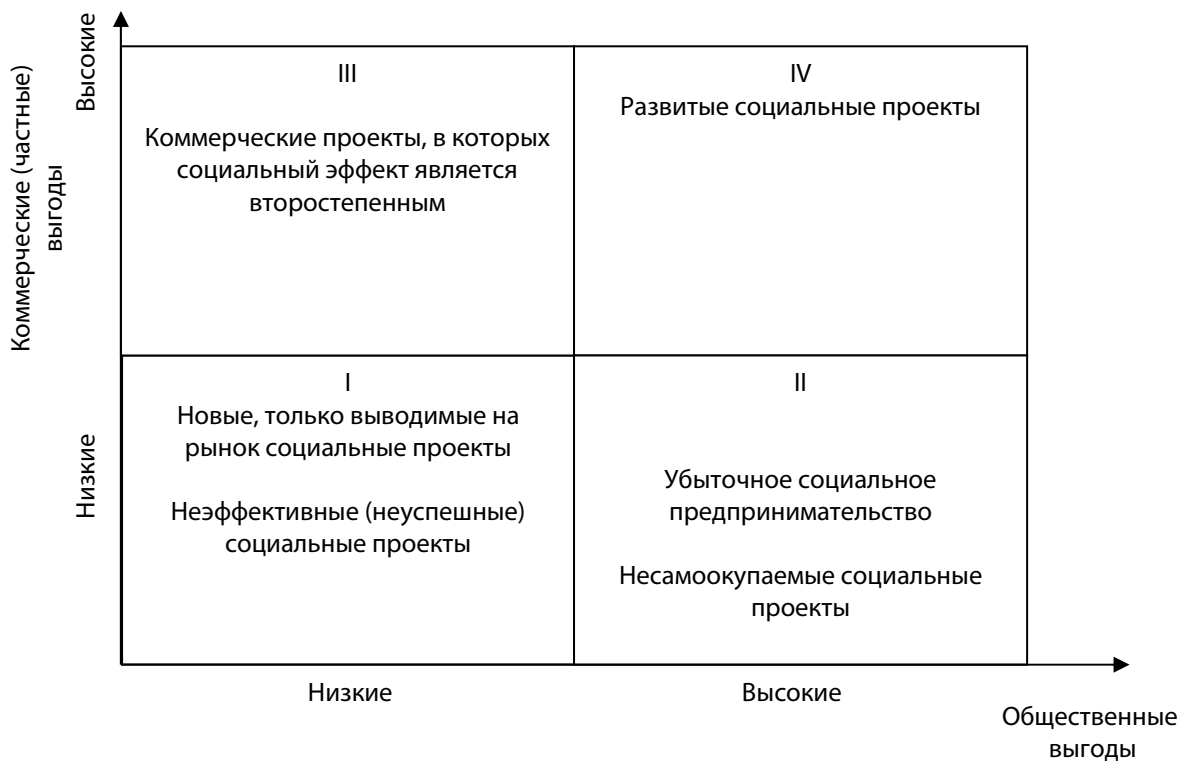 Коммерческие (частные)
выгоды
Высокие
Низкие
III
Коммерческие проекты, в которых
социальный эффект является
второстепенным
IV
Развитые социальные проекты
I
Новые, только выводимые на
рынок социальные проекты
Неэффективные (неуспешные)
социальные проекты
II
Убыточное социальное
предпринимательство
Несамоокупаемые социальные
проекты
Низкие
Высокие
Общественные
выгоды